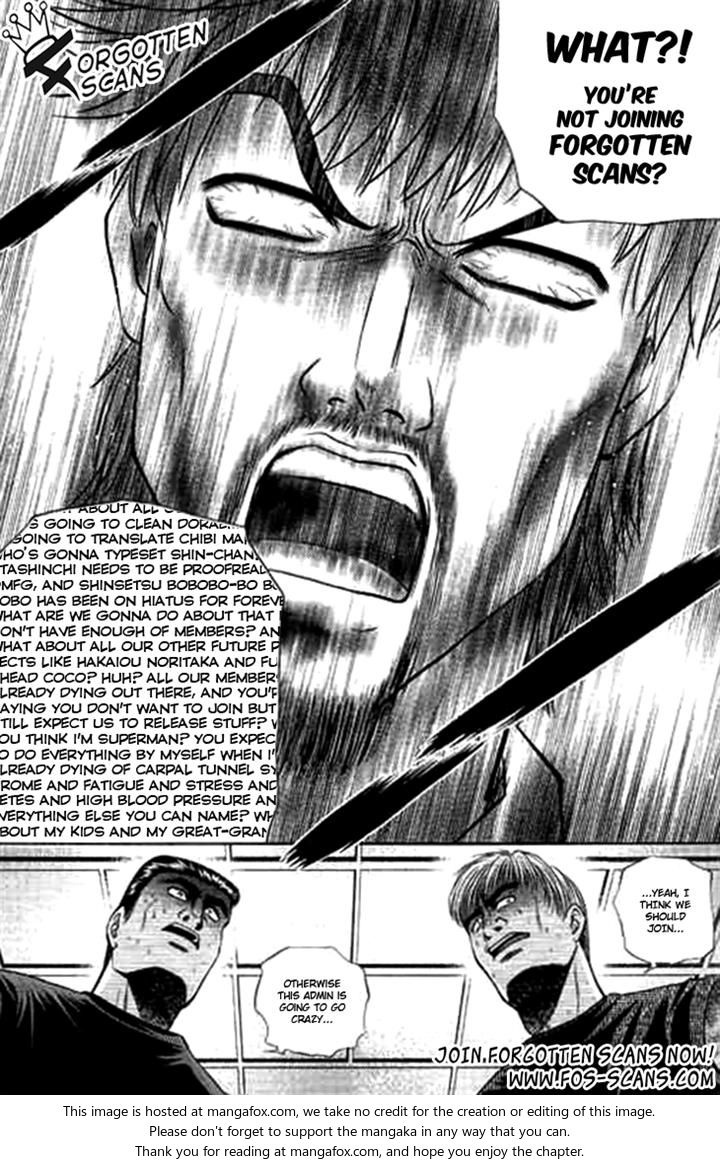 FORGOTTEN
SCANS
WHAT?!
YOU'RE
NOT JOINING
FORGOTTEN
SCANS?
ABOUT ALL
S GOING TO CLEAN DORA
GOING TO TRANSLATE CHIBI MA
HO'S GONNA TYPESET SHIN-CHAN
TASHINCHI NEEDS TO BE PROOFREAD
MFG, AND SHINSETSU BOBOBO-BO B
OBO HAS BEEN ON HIATUS FOR FOREV
HAT ARE WE GONNA DO ABOUT THAT
ON'T HAVE ENOUGH OF MEMBERS? AN
HAT ABOUT ALL OUR OTHER FUTURE P
ECTS LIKE HAKAIOU NORITAKA AND FU
HEAD COCO? HUH? ALL OUR MEMBER
LREADY DYING OUT THERE, AND YOU'R
AYING YOU DON'T WANT TO JOIN BUT
TILL EXPECT US TO RELEASE STUFF?
OU THINK I'M SUPERMAN? YOU EXPEC
O DO EVERYTHING BY MYSELF WHEN I'
LREADY DYING OF CARPAL TUNNEL SY
ROME AND FATIGUE AND STRESS AND
ETES AND HIGH BLOOD PRESSURE AN
VERYTHING ELSE YOU CAN NAME? WH
BOUT MY KIDS AND MY GREAT-GRAN
...YEAH, I
THINK WE
SHOULD
JOIN...
OTHERWISE
THIS ADMIN IS
GOING TO GO
CRAZY...
JOIN FORGOTTEN SCANS NOW!
WWW.FOS-SCANS.COM
This image is hosted at mangafox.com, we take no credit for the creation or editing of this image.
Please don't forget to support the mangaka in any way that you can.
Thank you for reading at mangafox.com, and hope you enjoy the chapter.